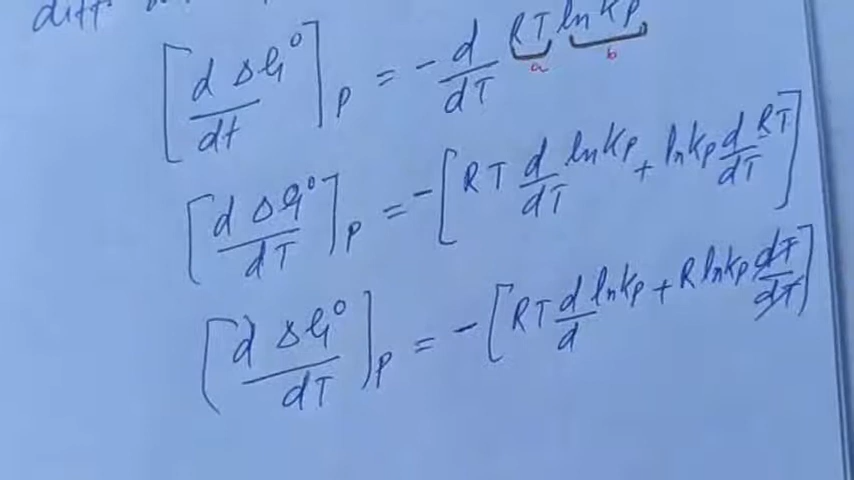 diff
[d ΔG° / dt]P = - d/dT RT ln Kp
a b
[d ΔG° / dT]P = -[RT d/dT ln Kp + ln Kp d/dT RT]
[d ΔG° / dT]P = -[RT d/d ln Kp + R ln Kp dT/dT]